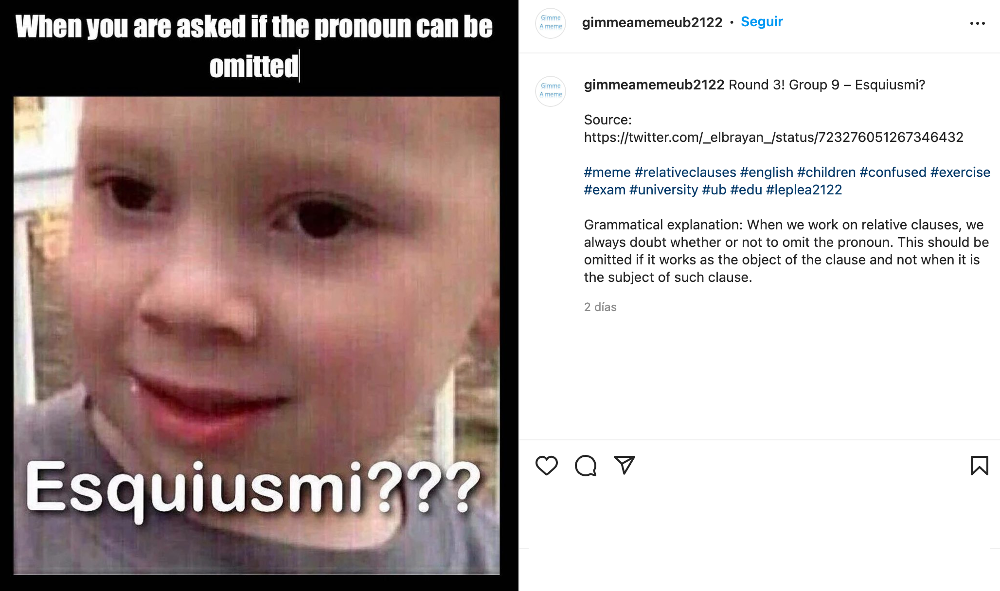 When you are asked if the pronoun can be
omitted
Esquiusmi???
Gimme
A meme
gimmeamemeub2122 • Seguir
Gimme
A meme
gimmeamemeub2122 Round 3! Group 9 – Esquiusmi?
Source:
https://twitter.com/_elbrayan_/status/723276051267346432
#meme #relativeclauses #english #children #confused #exercise
#exam #university #ub #edu #leplea2122
Grammatical explanation: When we work on relative clauses, we
always doubt whether or not to omit the pronoun. This should be
omitted if it works as the object of the clause and not when it is
the subject of such clause.
2 días